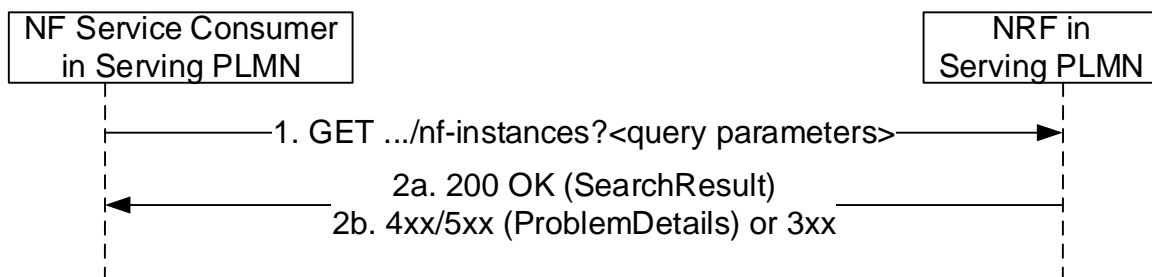 NF Service Consumer
in Serving PLMN
NRF in
Serving PLMN
1. GET .../nf-instances?<query parameters>
2a. 200 OK (SearchResult)
2b. 4xx/5xx (ProblemDetails) or 3xx